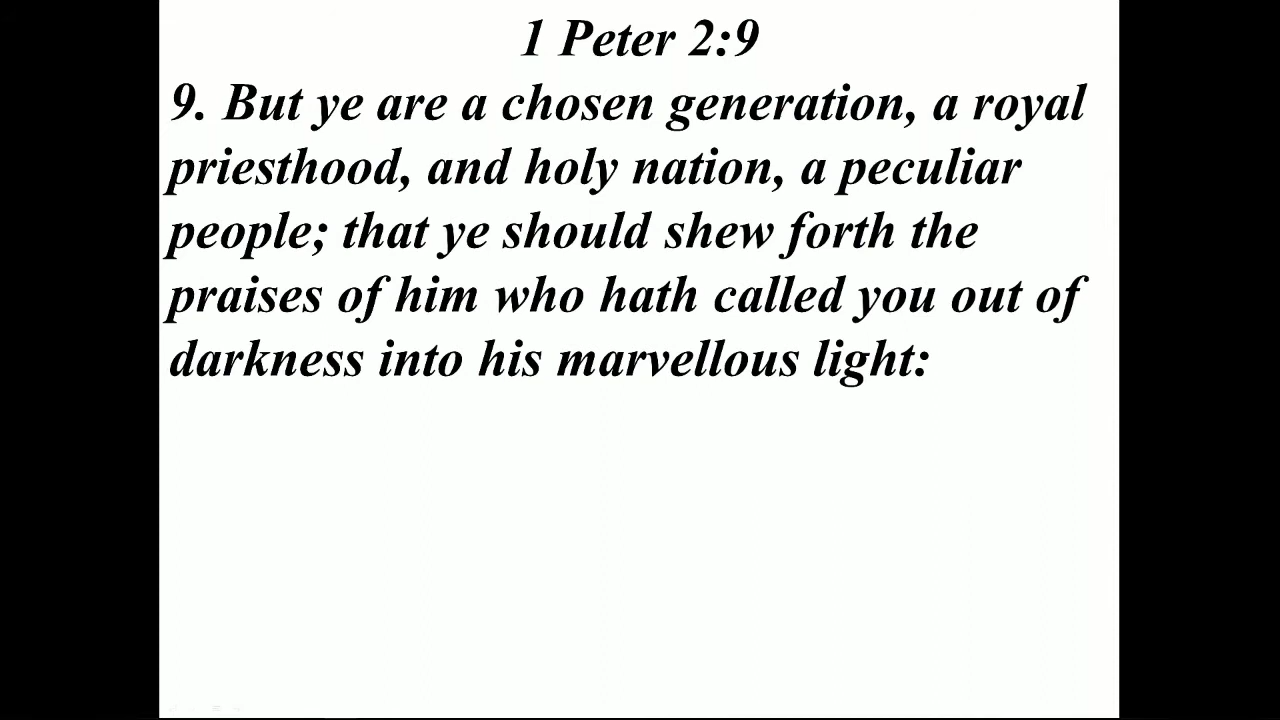 1 Peter 2:9
9. But ye are a chosen generation, a royal
priesthood, and holy nation, a peculiar
people; that ye should shew forth the
praises of him who hath called you out of
darkness into his marvellous light: